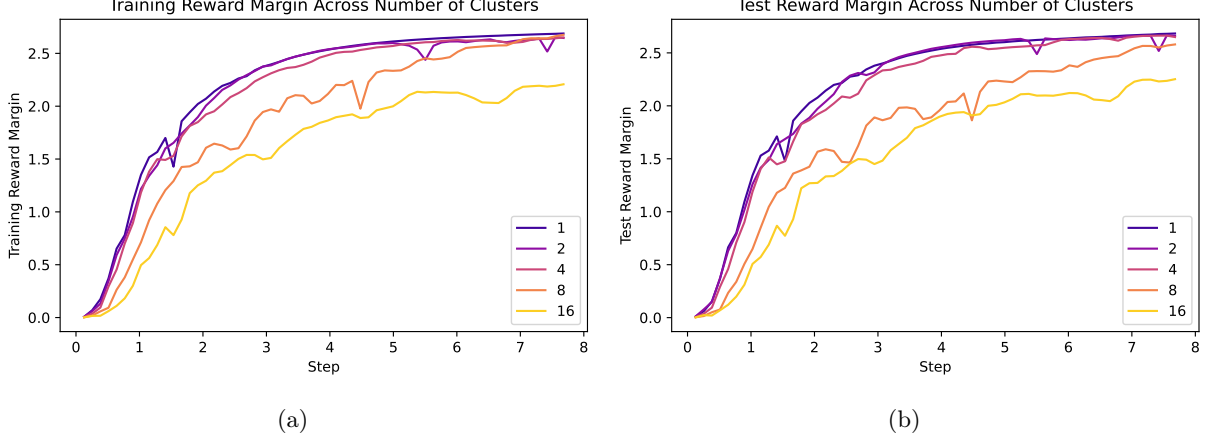 Training Reward Margin Across Number of Clusters
Training Reward Margin
2.5
2.0
1.5
1.0
0.5
0.0
0 1 2 3 4 5 6 7 8
Step
1
2
4
8
16
(a)
Test Reward Margin Across Number of Clusters
Test Reward Margin
2.5
2.0
1.5
1.0
0.5
0.0
0 1 2 3 4 5 6 7 8
Step
1
2
4
8
16
(b)